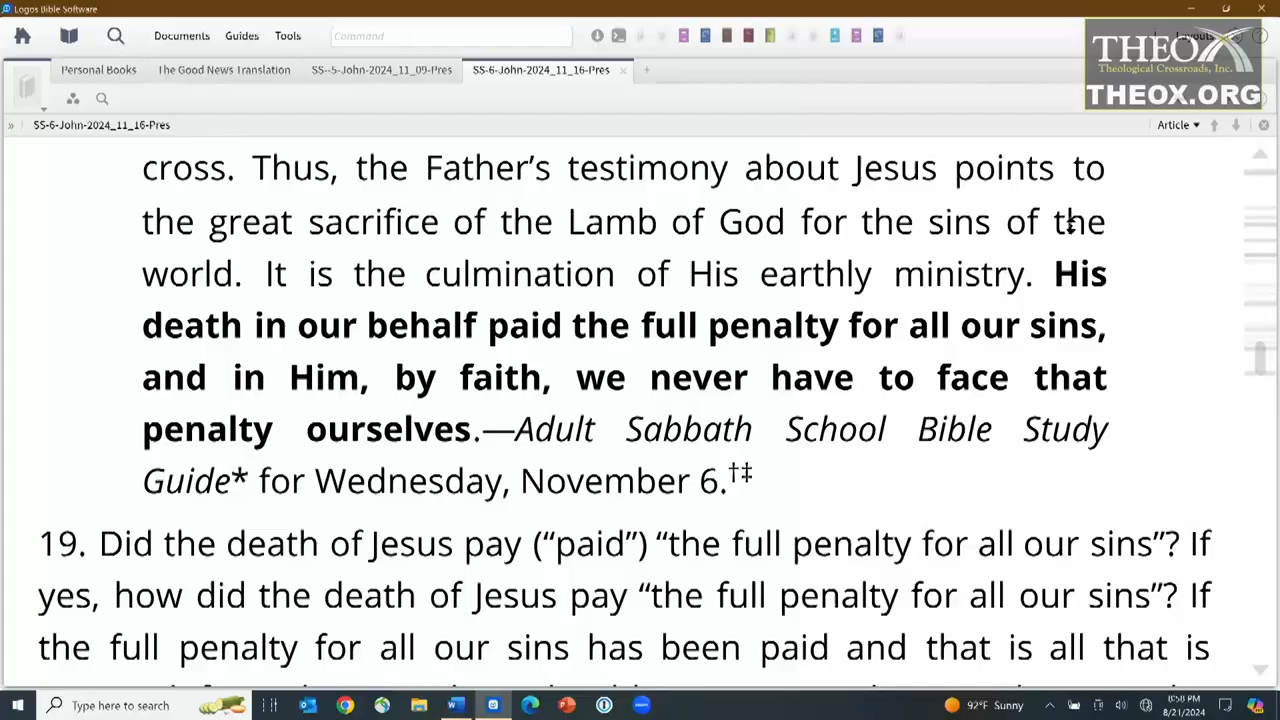 Logos Bible Software
Documents Guides Tools Command
THEOX
Theological Crossroads, Inc.
THEOX.ORG
Personal Books The Good News Translation SS--5-John-2024_11_09-Tips SS-6-John-2024_11_16-Pres
SS-6-John-2024_11_16-Pres Article
cross. Thus, the Father’s testimony about Jesus points to
the great sacrifice of the Lamb of God for the sins of the
world. It is the culmination of His earthly ministry. His
death in our behalf paid the full penalty for all our sins,
and in Him, by faith, we never have to face that
penalty ourselves.—Adult Sabbath School Bible Study
Guide* for Wednesday, November 6.†‡
19. Did the death of Jesus pay (“paid”) “the full penalty for all our sins”? If
yes, how did the death of Jesus pay “the full penalty for all our sins”? If
the full penalty for all our sins has been paid and that is all that is
Type here to search 92°F Sunny 8:58 PM
8/21/2024